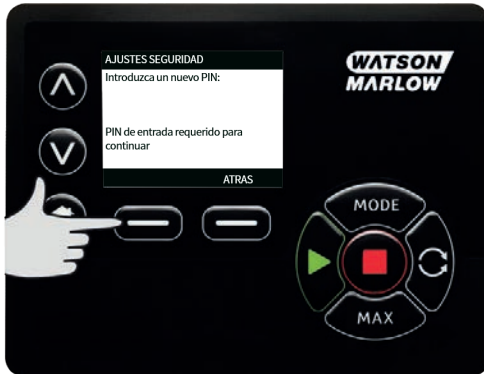 AJUSTES SEGURIDAD
Introduzca un nuevo PIN:
PIN de entrada requerido para
continuar
ATRAS
WATSON
MARLOW
MODE
MAX